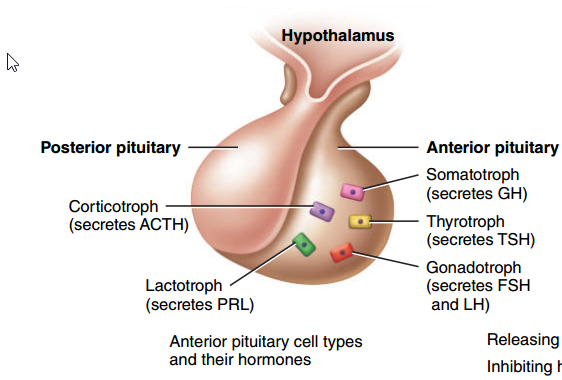 Hypothalamus
Posterior pituitary
Anterior pituitary
Somatotroph
(secretes GH)
Corticotroph
(secretes ACTH)
Thyrotroph
(secretes TSH)
Gonadotroph
(secretes FSH
and LH)
Lactotroph
(secretes PRL)
Anterior pituitary cell types
and their hormones
Releasing
Inhibiting